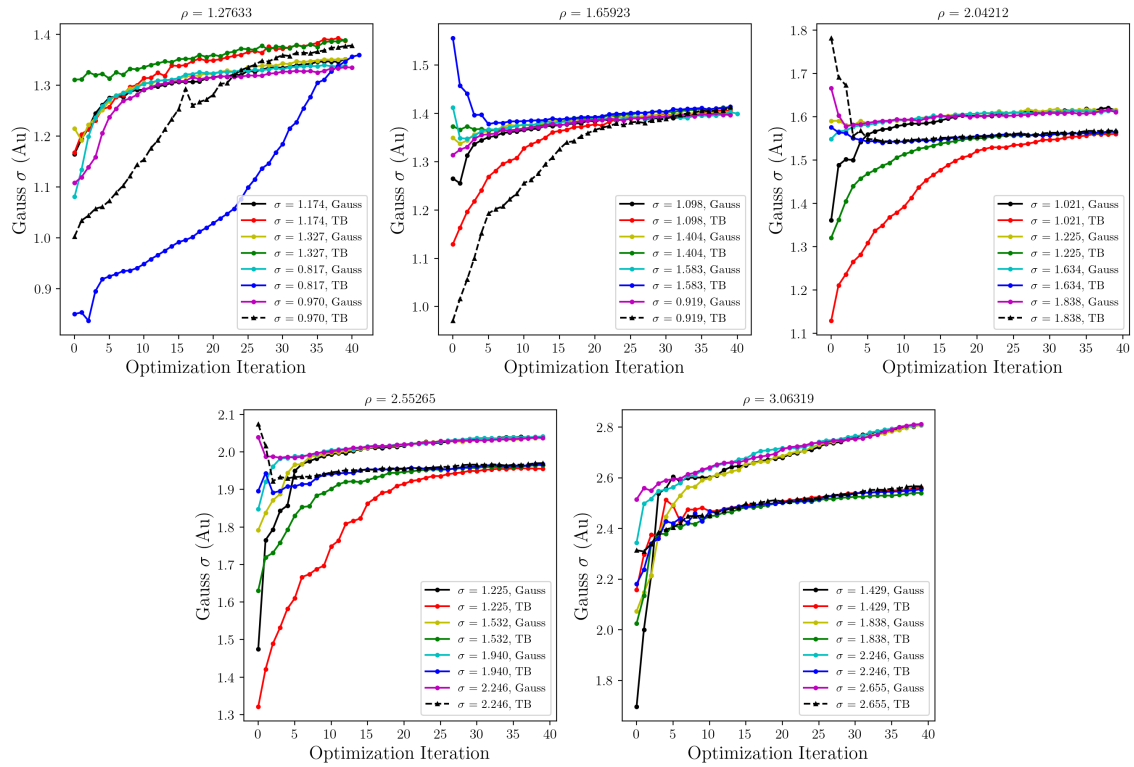 ρ = 1.27633
Gauss σ (Au)
1.4
1.3
1.2
1.1
1.0
0.9
σ = 1.174, Gauss
σ = 1.174, TB
σ = 1.327, Gauss
σ = 1.327, TB
σ = 0.817, Gauss
σ = 0.817, TB
σ = 0.970, Gauss
σ = 0.970, TB
0 5 10 15 20 25 30 35 40
Optimization Iteration
ρ = 1.65923
Gauss σ (Au)
1.5
1.4
1.3
1.2
1.1
1.0
σ = 1.098, Gauss
σ = 1.098, TB
σ = 1.404, Gauss
σ = 1.404, TB
σ = 1.583, Gauss
σ = 1.583, TB
σ = 0.919, Gauss
σ = 0.919, TB
0 5 10 15 20 25 30 35 40
Optimization Iteration
ρ = 2.04212
Gauss σ (Au)
1.8
1.7
1.6
1.5
1.4
1.3
1.2
1.1
σ = 1.021, Gauss
σ = 1.021, TB
σ = 1.225, Gauss
σ = 1.225, TB
σ = 1.634, Gauss
σ = 1.634, TB
σ = 1.838, Gauss
σ = 1.838, TB
0 5 10 15 20 25 30 35 40
Optimization Iteration
ρ = 2.55265
Gauss σ (Au)
2.1
2.0
1.9
1.8
1.7
1.6
1.5
1.4
1.3
σ = 1.225, Gauss
σ = 1.225, TB
σ = 1.532, Gauss
σ = 1.532, TB
σ = 1.940, Gauss
σ = 1.940, TB
σ = 2.246, Gauss
σ = 2.246, TB
0 5 10 15 20 25 30 35 40
Optimization Iteration
ρ = 3.06319
Gauss σ (Au)
2.8
2.6
2.4
2.2
2.0
1.8
σ = 1.429, Gauss
σ = 1.429, TB
σ = 1.838, Gauss
σ = 1.838, TB
σ = 2.246, Gauss
σ = 2.246, TB
σ = 2.655, Gauss
σ = 2.655, TB
0 5 10 15 20 25 30 35 40
Optimization Iteration